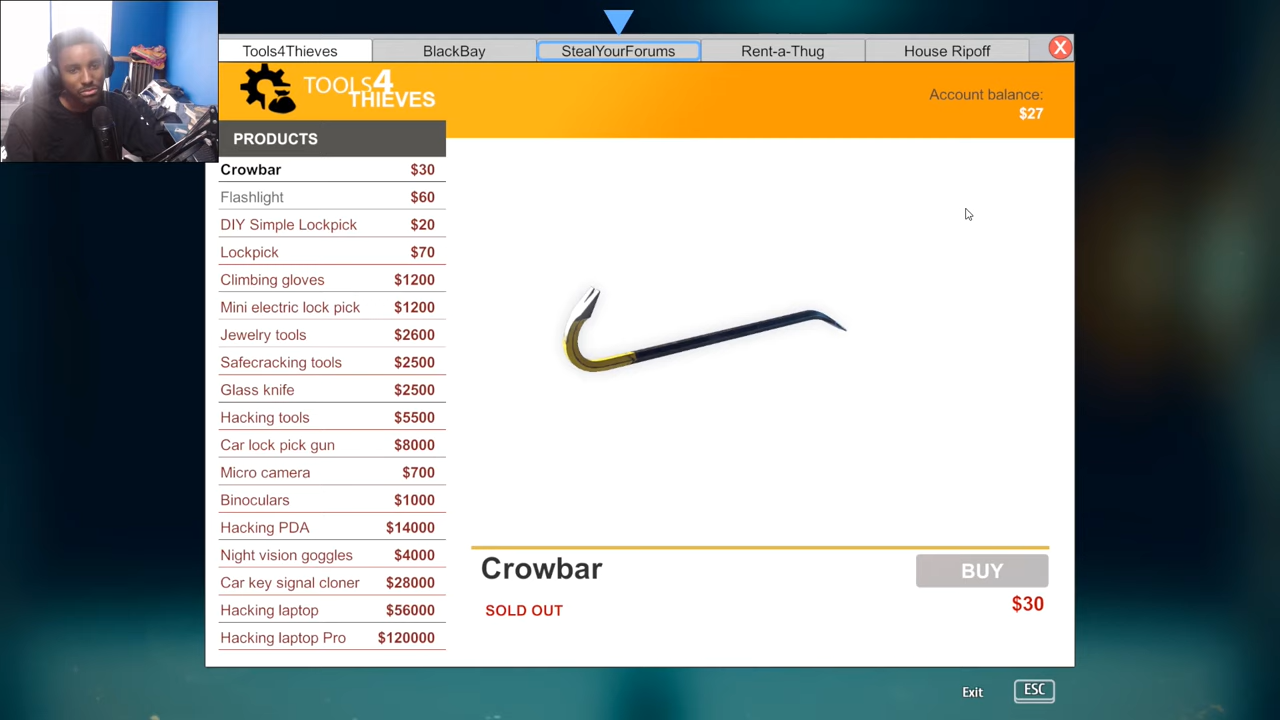 Tools4Thieves BlackBay StealYourForums Rent-a-Thug House Ripoff X
TOOLS4
THIEVES
Account balance:
$27
PRODUCTS
Crowbar $30
Flashlight $60
DIY Simple Lockpick $20
Lockpick $70
Climbing gloves $1200
Mini electric lock pick $1200
Jewelry tools $2600
Safecracking tools $2500
Glass knife $2500
Hacking tools $5500
Car lock pick gun $8000
Micro camera $700
Binoculars $1000
Hacking PDA $14000
Night vision goggles $4000
Car key signal cloner $28000
Hacking laptop $56000
Hacking laptop Pro $120000
Crowbar BUY
SOLD OUT $30
Exit ESC